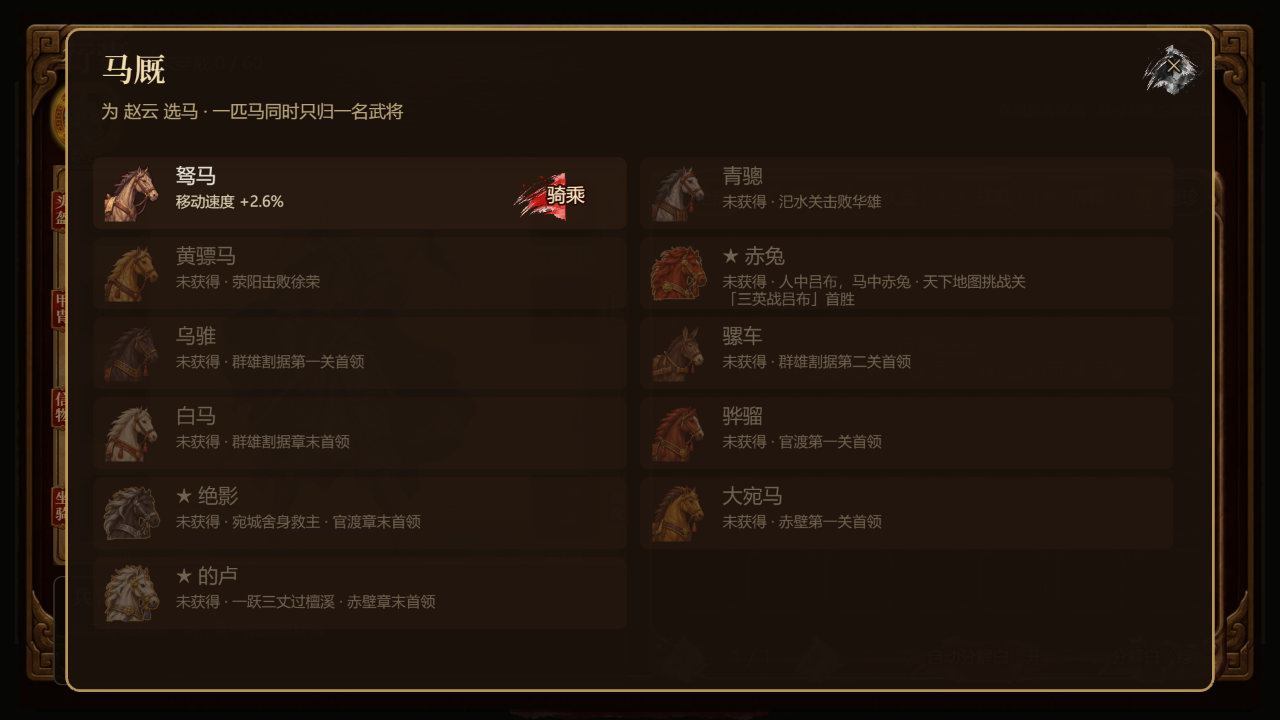 马厩
为 赵云 选马 · 一匹马同时只归一名武将
驽马
移动速度 +2.6%
骑乘
青骢
未获得 · 汜水关击败华雄
黄骠马
未获得 · 荥阳击败徐荣
★ 赤兔
未获得 · 人中吕布，马中赤兔 · 天下地图挑战关
「三英战吕布」首胜
乌骓
未获得 · 群雄割据第一关首领
骡车
未获得 · 群雄割据第二关首领
白马
未获得 · 群雄割据章末首领
骅骝
未获得 · 官渡第一关首领
★ 绝影
未获得 · 宛城舍身救主 · 官渡章末首领
大宛马
未获得 · 赤壁第一关首领
★ 的卢
未获得 · 一跃三丈过檀溪 · 赤壁章末首领